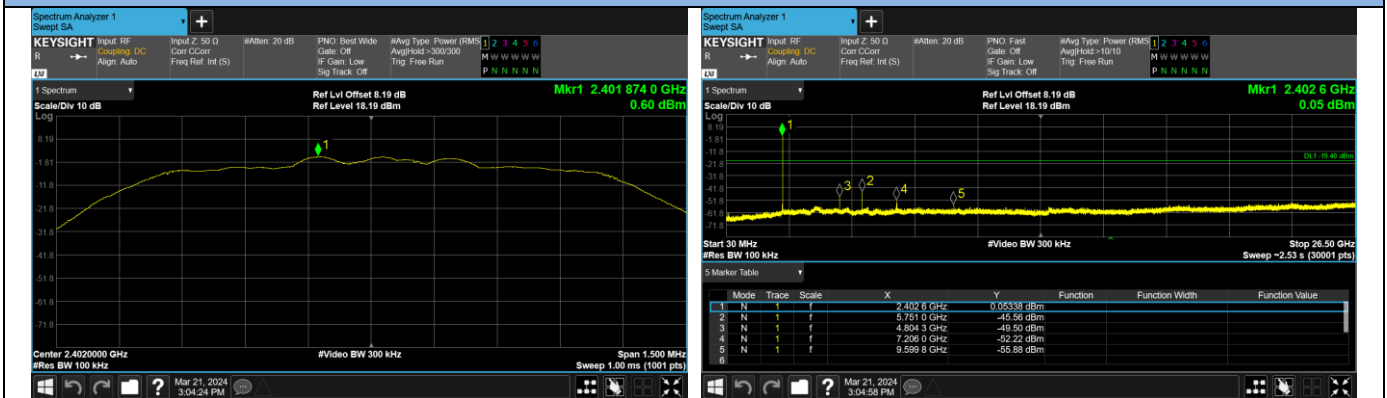 Spectrum Analyzer 1
Swept SA
KEYSIGHT Input: RF
R
Coupling: DC
Align: Auto
LXI
Input Z: 50 Ω
Corr CCorr
Freq Ref: Int (S)
#Atten: 20 dB
PNO: Best Wide
Gate: Off
IF Gain: Low
Sig Track: Off
#Avg Type: Power (RMS
Avg|Hold:>300/300
Trig: Free Run
1 2 3 4 5 6
M W W W W W
P N N N N N
1 Spectrum
Scale/Div 10 dB
Log
Ref Lvl Offset 8.19 dB
Ref Level 18.19 dBm
Mkr1 2.401 874 0 GHz
0.60 dBm
8.19
-1.81
-11.8
-21.8
-31.8
-41.8
-51.8
-61.8
-71.8
1
Center 2.4020000 GHz
#Res BW 100 kHz
#Video BW 300 kHz
Span 1.500 MHz
Sweep 1.00 ms (1001 pts)
Mar 21, 2024
3:04:24 PM
Spectrum Analyzer 1
Swept SA
KEYSIGHT Input: RF
R
Coupling: DC
Align: Auto
LXI
Input Z: 50 Ω
Corr CCorr
Freq Ref: Int (S)
#Atten: 20 dB
PNO: Fast
Gate: Off
IF Gain: Low
Sig Track: Off
#Avg Type: Power (RMS
Avg|Hold:>10/10
Trig: Free Run
1 2 3 4 5 6
M W W W W W
P N N N N N
1 Spectrum
Scale/Div 10 dB
Log
Ref Lvl Offset 8.19 dB
Ref Level 18.19 dBm
Mkr1 2.402 6 GHz
0.05 dBm
8.19
-1.81
-11.8
-21.8
-31.8
-41.8
-51.8
-61.8
-71.8
1
DL1 -19.40 dBm
3 2 4 5
Start 30 MHz
#Res BW 100 kHz
#Video BW 300 kHz
Stop 26.50 GHz
Sweep ~2.53 s (30001 pts)
5 Marker Table
Mode Trace Scale X Y Function Function Width Function Value
1 N 1 f 2.402 6 GHz 0.05338 dBm
2 N 1 f 5.751 0 GHz -45.56 dBm
3 N 1 f 4.804 3 GHz -49.50 dBm
4 N 1 f 7.206 0 GHz -52.22 dBm
5 N 1 f 9.599 8 GHz -55.88 dBm
6
Mar 21, 2024
3:04:58 PM